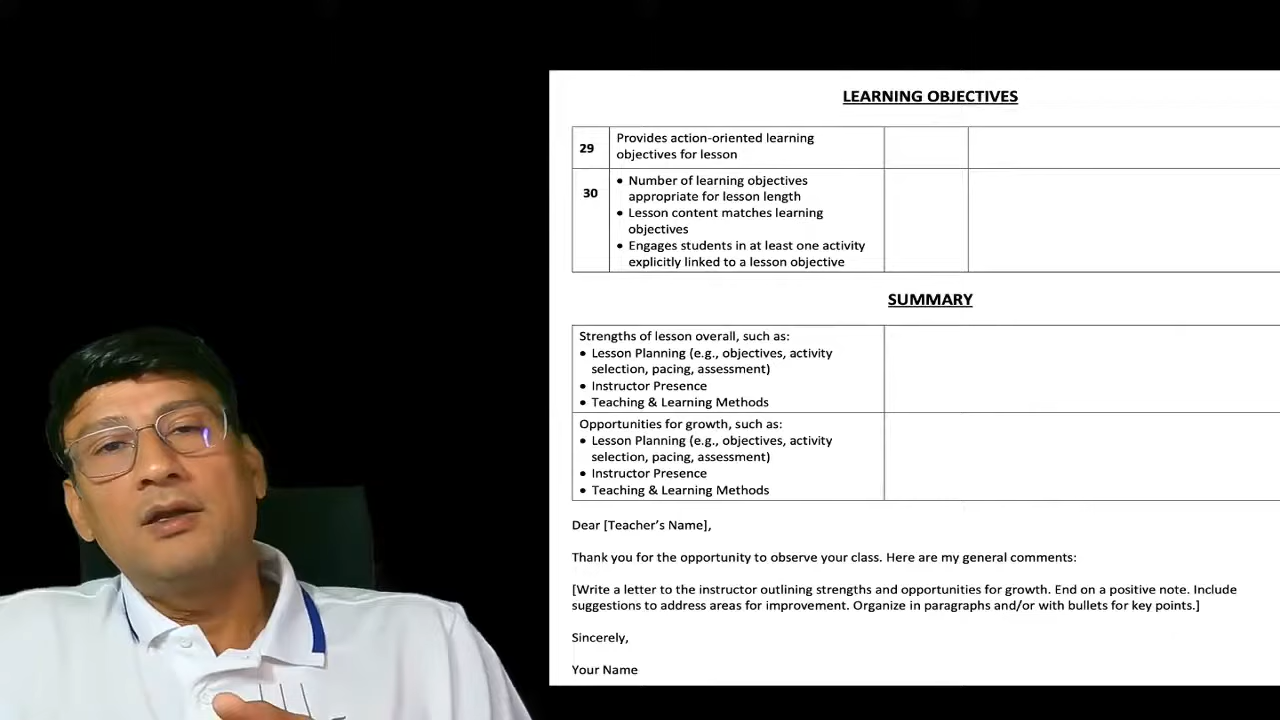 LEARNING OBJECTIVES
29
Provides action-oriented learning
objectives for lesson
30
• Number of learning objectives
appropriate for lesson length
• Lesson content matches learning
objectives
• Engages students in at least one activity
explicitly linked to a lesson objective
SUMMARY
Strengths of lesson overall, such as:
• Lesson Planning (e.g., objectives, activity
selection, pacing, assessment)
• Instructor Presence
• Teaching & Learning Methods
Opportunities for growth, such as:
• Lesson Planning (e.g., objectives, activity
selection, pacing, assessment)
• Instructor Presence
• Teaching & Learning Methods
Dear [Teacher’s Name],
Thank you for the opportunity to observe your class. Here are my general comments:
[Write a letter to the instructor outlining strengths and opportunities for growth. End on a positive note. Include
suggestions to address areas for improvement. Organize in paragraphs and/or with bullets for key points.]
Sincerely,
Your Name